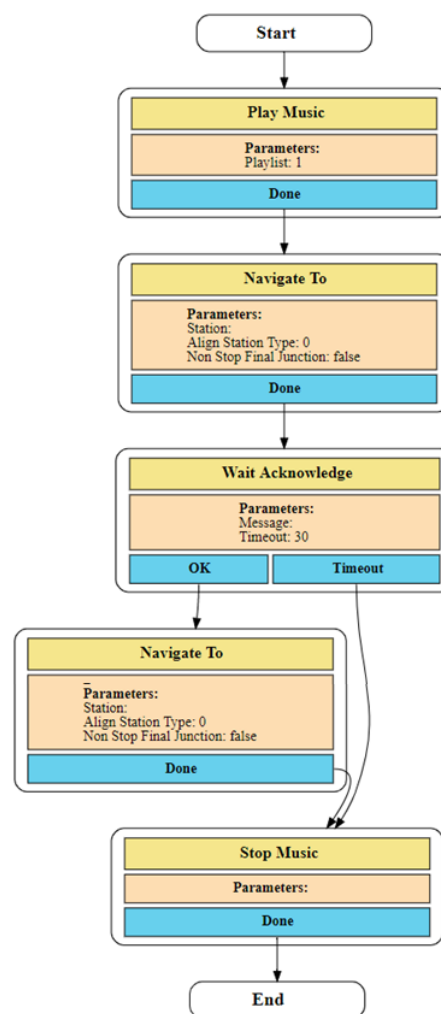 Start
Play Music
Parameters:
Playlist: 1
Done
Navigate To
Parameters:
Station:
Align Station Type: 0
Non Stop Final Junction: false
Done
Wait Acknowledge
Parameters:
Message:
Timeout: 30
OK
Timeout
Navigate To
_
Parameters:
Station:
Align Station Type: 0
Non Stop Final Junction: false
Done
Stop Music
Parameters:
Done
End